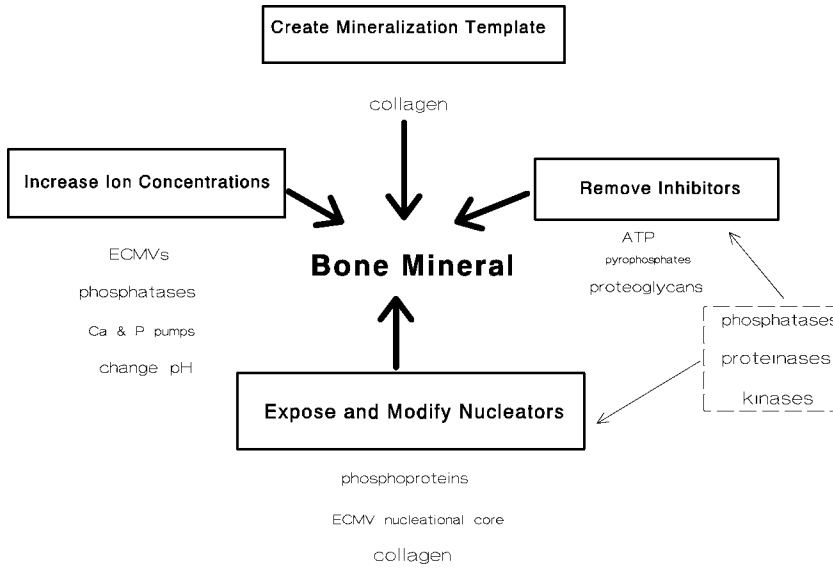 Create Mineralization Template
collagen
Increase Ion Concentrations
Remove Inhibitors
ECMVs
phosphatases
Ca & P pumps
change pH
Bone Mineral
ATP
pyrophosphates
proteoglycans
phosphatases
proteinases
kinases
Expose and Modify Nucleators
phosphoproteins
ECMV nucleational core
collagen